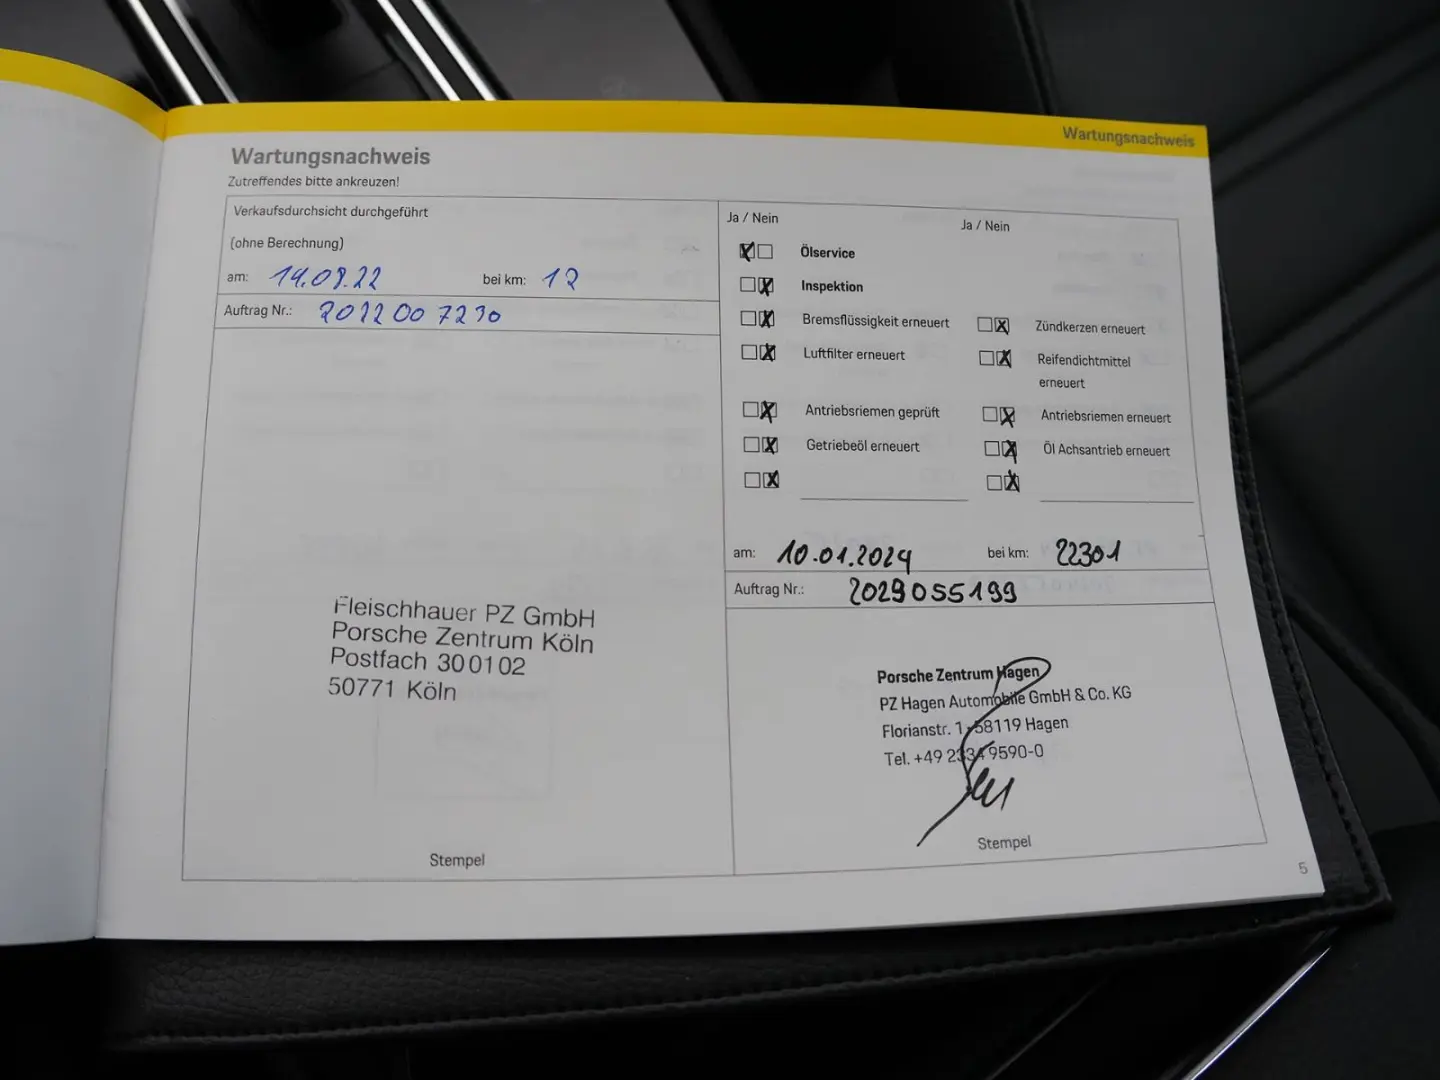 Wartungsnachweis
Wartungsnachweis
Zutreffendes bitte ankreuzen!
Verkaufsdurchsicht durchgeführt
(ohne Berechnung)
am: 14.09.22 bei km: 12
Auftrag Nr.: 2022 00 7230
Fleischhauer PZ GmbH
Porsche Zentrum Köln
Postfach 300102
50771 Köln
Stempel
Ja / Nein Ja / Nein
X Ölservice
X Inspektion
X Bremsflüssigkeit erneuert X Zündkerzen erneuert
X Luftfilter erneuert X Reifendichtmittel
erneuert
X Antriebsriemen geprüft X Antriebsriemen erneuert
X Getriebeöl erneuert X Öl Achsantrieb erneuert
X X
am: 10.01.2024 bei km: 22301
Auftrag Nr.: 2029055199
Porsche Zentrum Hagen
PZ Hagen Automobile GmbH & Co. KG
Florianstr. 1 · 58119 Hagen
Tel. +49 2334 9590-0
Stempel
5